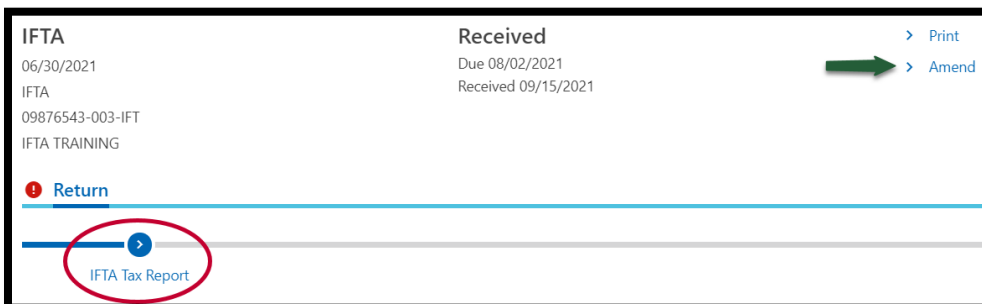 IFTA
06/30/2021
IFTA
09876543-003-IFT
IFTA TRAINING
Received
Due 08/02/2021
Received 09/15/2021
Print
Amend
Return
IFTA Tax Report